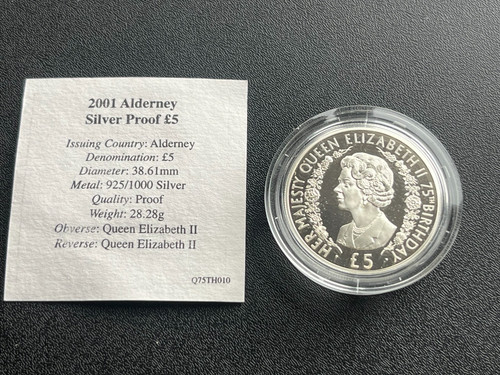 2001 Alderney
Silver Proof £5
Issuing Country: Alderney
Denomination: £5
Diameter: 38.61mm
Metal: 925/1000 Silver
Quality: Proof
Weight: 28.28g
Obverse: Queen Elizabeth II
Reverse: Queen Elizabeth II
Q75TH010
HER MAJESTY QUEEN ELIZABETH II 75TH BIRTHDAY
£5